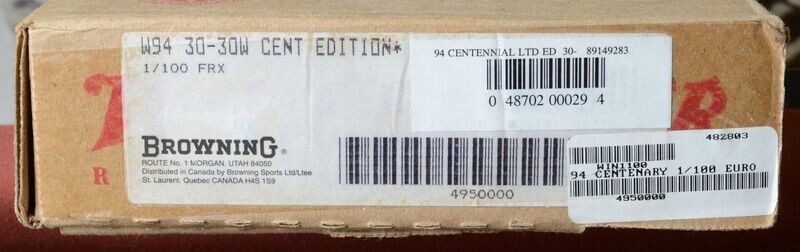 W94 30-30W CENT EDITION*
1/100 FRX
94 CENTENNIAL LTD ED 30- 89149283
0 48702 00029 4
BROWNING®
ROUTE No. 1 MORGAN, UTAH 84050
Distributed in Canada by Browning Sports Ltd/Ltee
St. Laurent, Quebec CANADA H4S 1S9
4950000
482803
WIN1100
94 CENTENARY 1/100 EURO
4950000
R